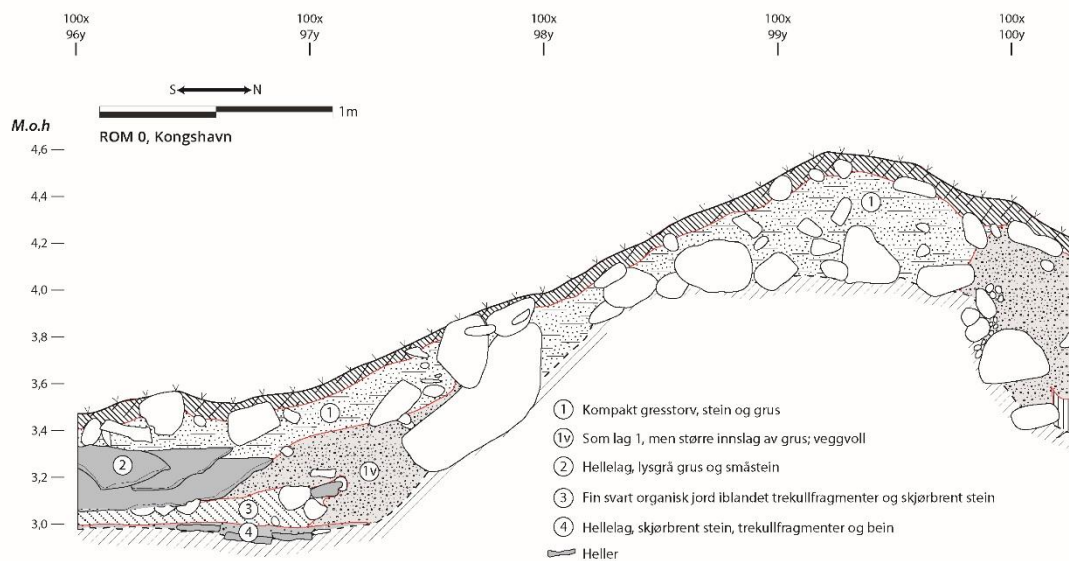 100x 100x 100x 100x 100x
96y 97y 98y 99y 100y
S N
1m
M.o.h
ROM 0, Kongshavn
4,6
4,4
1
4,2
4,0
3,8
3,6
1 Kompakt gresstorv, stein og grus
1
3,4
1v Som lag 1, men større innslag av grus; veggvoll
2
1v
3,2
2 Hellelag, lysgrå grus og småstein
3
3 Fin svart organisk jord iblandet trekullfragmenter og skjørbrent stein
3,0
4
4 Hellelag, skjørbrent stein, trekullfragmenter og bein
Heller